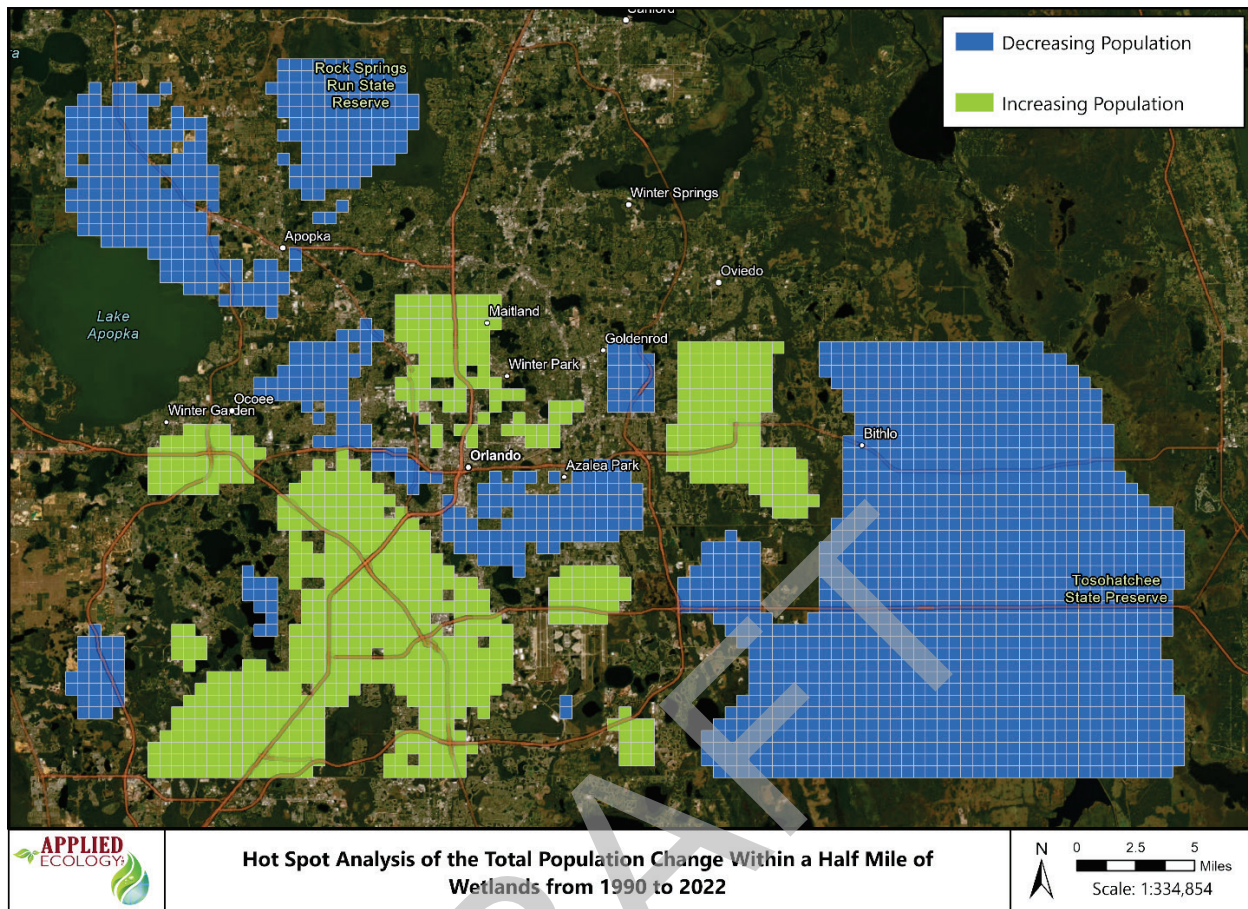 Sanford
Decreasing Population
Increasing Population
Rock Springs
Run State
Reserve
Winter Springs
Apopka
Oviedo
Lake
Apopka
Maitland
Goldenrod
Winter Park
Ocoee
Winter Garden
Bithlo
Orlando
Azalea Park
Tosohatchee
State Preserve
RAFT
APPLIED
ECOLOGY
Hot Spot Analysis of the Total Population Change Within a Half Mile of
Wetlands from 1990 to 2022
N
0 2.5 5
Miles
Scale: 1:334,854